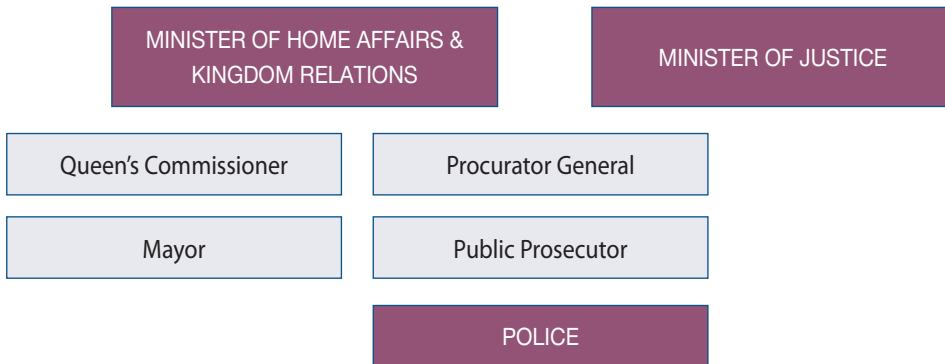 MINISTER OF HOME AFFAIRS &
KINGDOM RELATIONS
MINISTER OF JUSTICE
Queen's Commissioner
Procurator General
Mayor
Public Prosecutor
POLICE